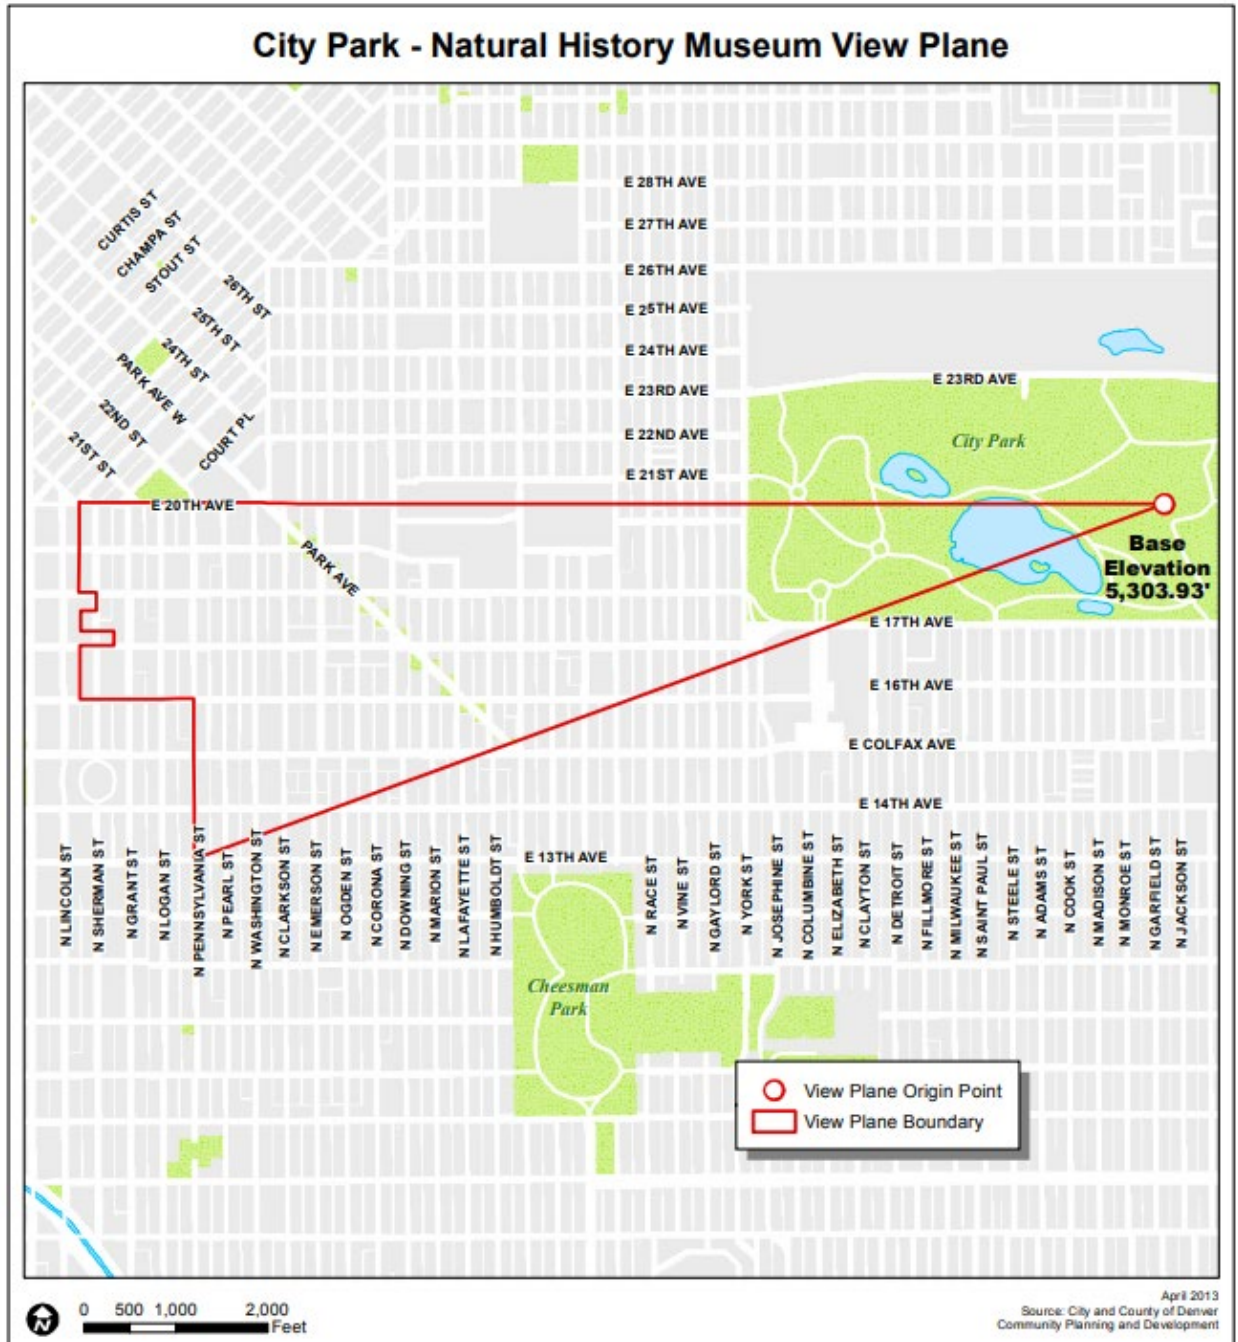 City Park - Natural History Museum View Plane
E 28TH AVE
CURTIS ST
E 27TH AVE
CHAMPA ST
STOUT ST
E 26TH AVE
26TH ST
E 25TH AVE
25TH ST
E 24TH AVE
24TH ST
E 23RD AVE
PARK AVE W
E 23RD AVE
22ND ST
E 22ND AVE
City Park
COURT PL
21ST ST
E 21ST AVE
E 20TH AVE
Base
Elevation
5,303.93'
PARK AVE
E 17TH AVE
E 16TH AVE
E COLFAX AVE
E 14TH AVE
E 13TH AVE
N LINCOLN ST
N SHERMAN ST
N GRANT ST
N LOGAN ST
N PENNSYLVANIA ST
N PEARL ST
N WASHINGTON ST
N CLARKSON ST
N EMERSON ST
N OGDEN ST
N CORONA ST
N DOWNING ST
N MARION ST
N LAFAYETTE ST
N HUMBOLDT ST
N RACE ST
N VINE ST
N GAYLORD ST
N YORK ST
N JOSEPHINE ST
N COLUMBINE ST
N ELIZABETH ST
N CLAYTON ST
N DETROIT ST
N FILLMORE ST
N MILWAUKEE ST
N SAINT PAUL ST
N STEELE ST
N ADAMS ST
N COOK ST
N MADISON ST
N MONROE ST
N GARFIELD ST
N JACKSON ST
Cheesman
Park
View Plane Origin Point
View Plane Boundary
N
0 500 1,000 2,000
Feet
April 2013
Source: City and County of Denver
Community Planning and Development